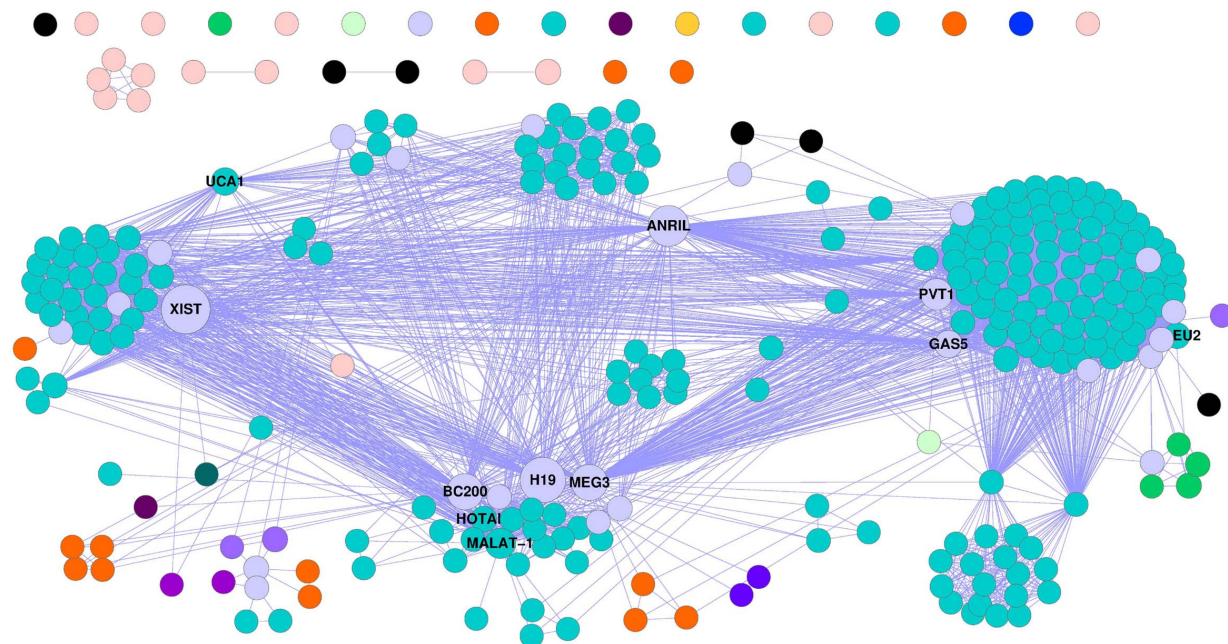 UCA1
ANRIL
XIST
PVT1
GAS5
EU2
BC200
H19
MEG3
HOTAI
MALAT-1